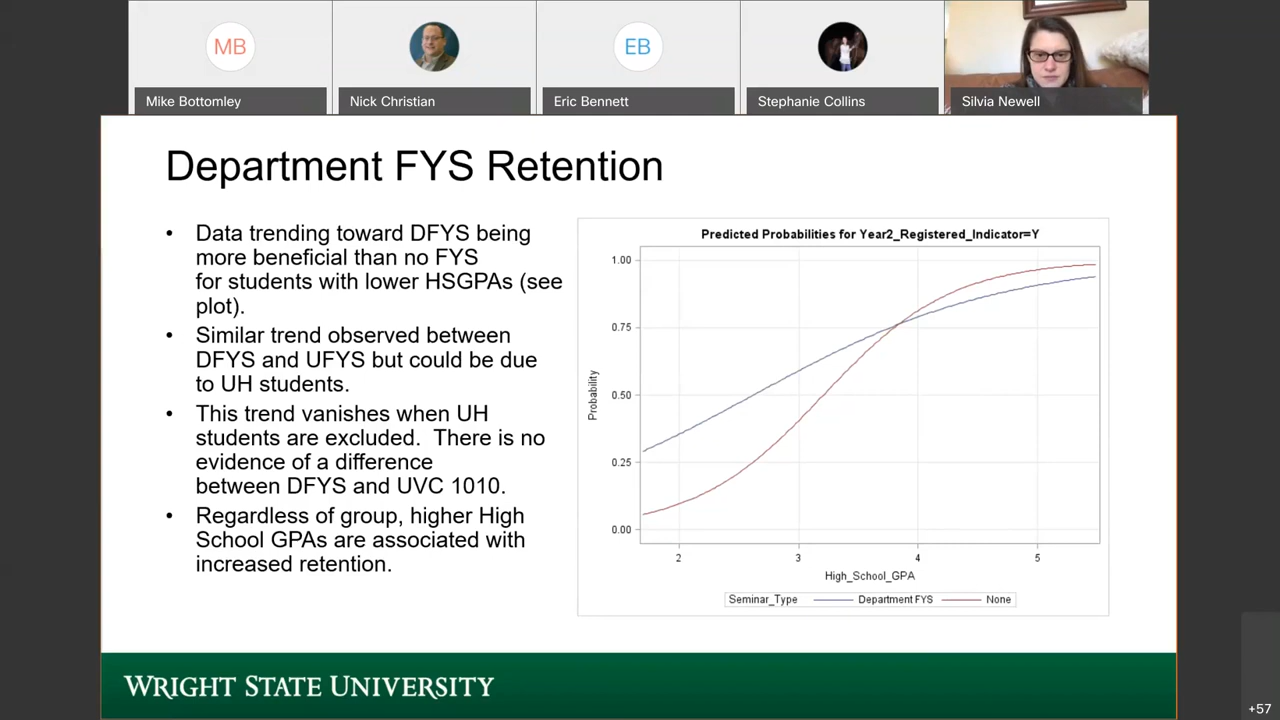 MB
EB
Mike Bottomley
Nick Christian
Eric Bennett
Stephanie Collins
Silvia Newell
Department FYS Retention
• Data trending toward DFYS being
more beneficial than no FYS
for students with lower HSGPAs (see
plot).
• Similar trend observed between
DFYS and UFYS but could be due
to UH students.
• This trend vanishes when UH
students are excluded.  There is no
evidence of a difference
between DFYS and UVC 1010.
• Regardless of group, higher High
School GPAs are associated with
increased retention.
Predicted Probabilities for Year2_Registered_Indicator=Y
1.00
0.75
0.50
0.25
0.00
Probability
2 3 4 5
High_School_GPA
Seminar_Type Department FYS None
WRIGHT STATE UNIVERSITY
+57